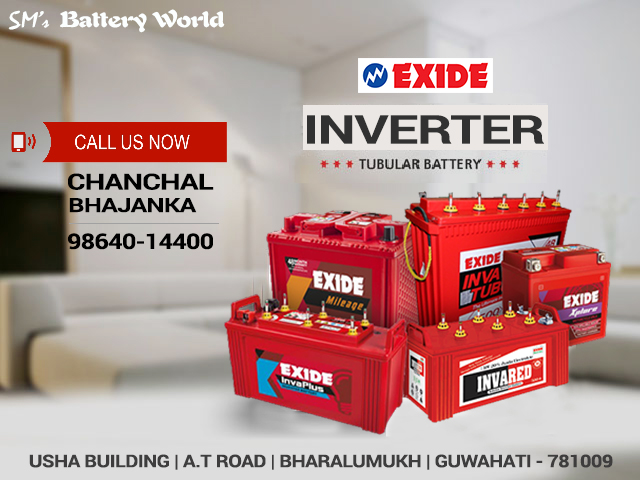 SM's Battery World
EXIDE
INVERTER
*** TUBULAR BATTERY ***
CALL US NOW
CHANCHAL
BHAJANKA
98640-14400
EXIDE
Mileage
EXIDE
INVA
TUBU
EXIDE
Xplore
EXIDE
InvaPlus
INVARED
USHA BUILDING | A.T ROAD | BHARALUMUKH | GUWAHATI - 781009